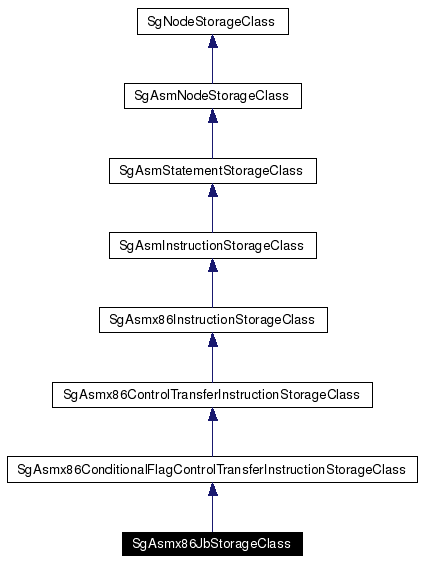 SgNodeStorageClass
SgAsmNodeStorageClass
SgAsmStatementStorageClass
SgAsmInstructionStorageClass
SgAsmx86InstructionStorageClass
SgAsmx86ControlTransferInstructionStorageClass
SgAsmx86ConditionalFlagControlTransferInstructionStorageClass
SgAsmx86JbStorageClass